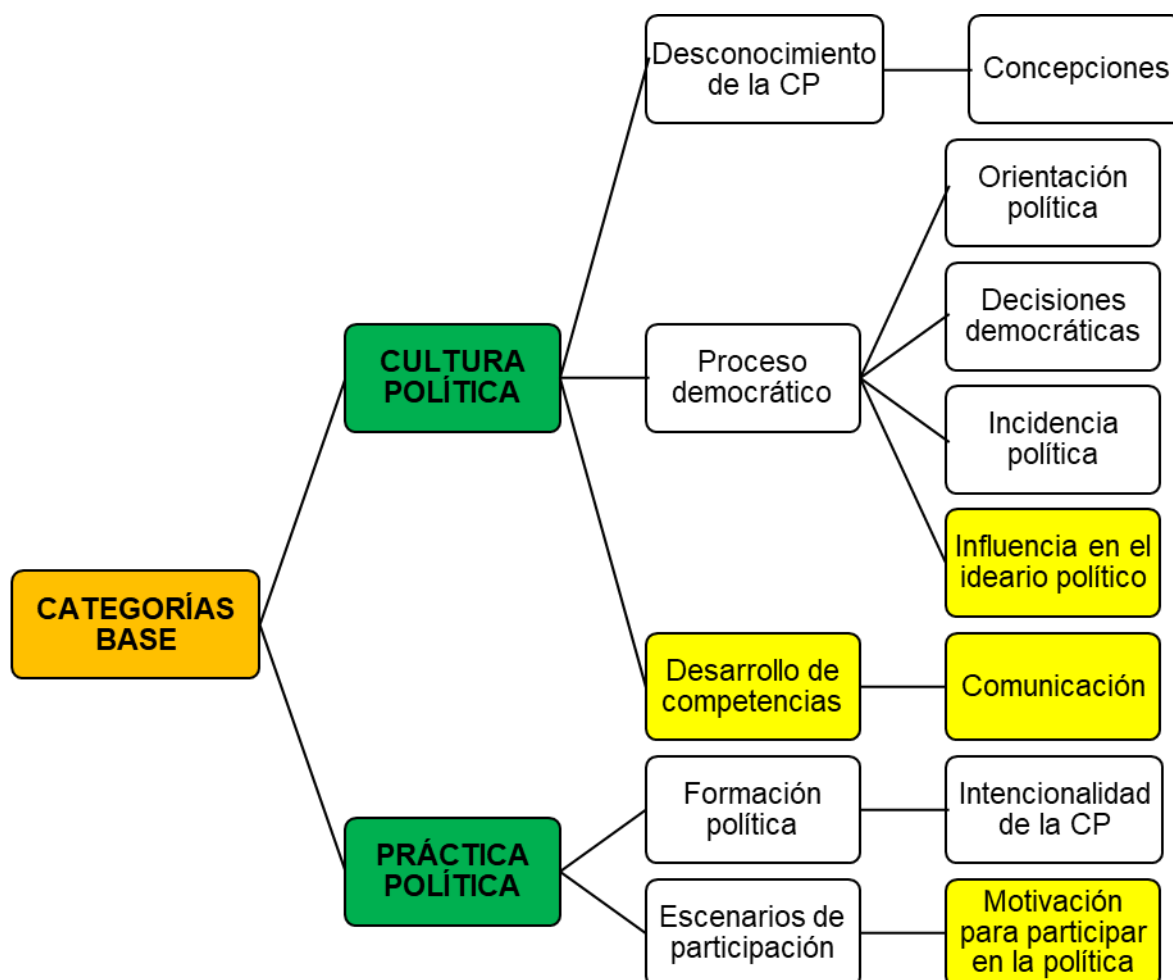 Desconocimiento
de la CP
Concepciones
Orientación
política
Decisiones
democráticas
CULTURA
POLÍTICA
Proceso
democrático
Incidencia
política
Influencia en el
ideario político
CATEGORÍAS
BASE
Desarrollo de
competencias
Comunicación
Formación
política
Intencionalidad
de la CP
PRÁCTICA
POLÍTICA
Escenarios de
participación
Motivación
para participar
en la política